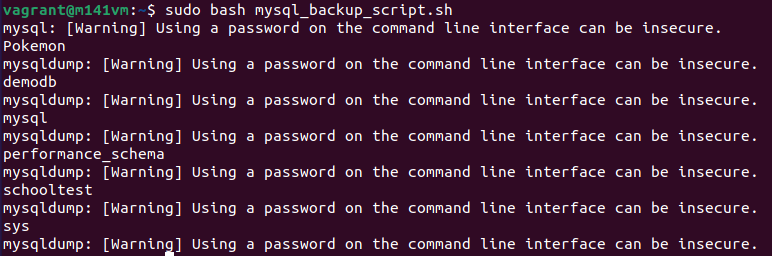 vagrant@m141vm:~$ sudo bash mysql_backup_script.sh
mysql: [Warning] Using a password on the command line interface can be insecure.
Pokemon
mysqldump: [Warning] Using a password on the command line interface can be insecure.
demodb
mysqldump: [Warning] Using a password on the command line interface can be insecure.
mysql
mysqldump: [Warning] Using a password on the command line interface can be insecure.
performance_schema
mysqldump: [Warning] Using a password on the command line interface can be insecure.
schooltest
mysqldump: [Warning] Using a password on the command line interface can be insecure.
sys
mysqldump: [Warning] Using a password on the command line interface can be insecure.